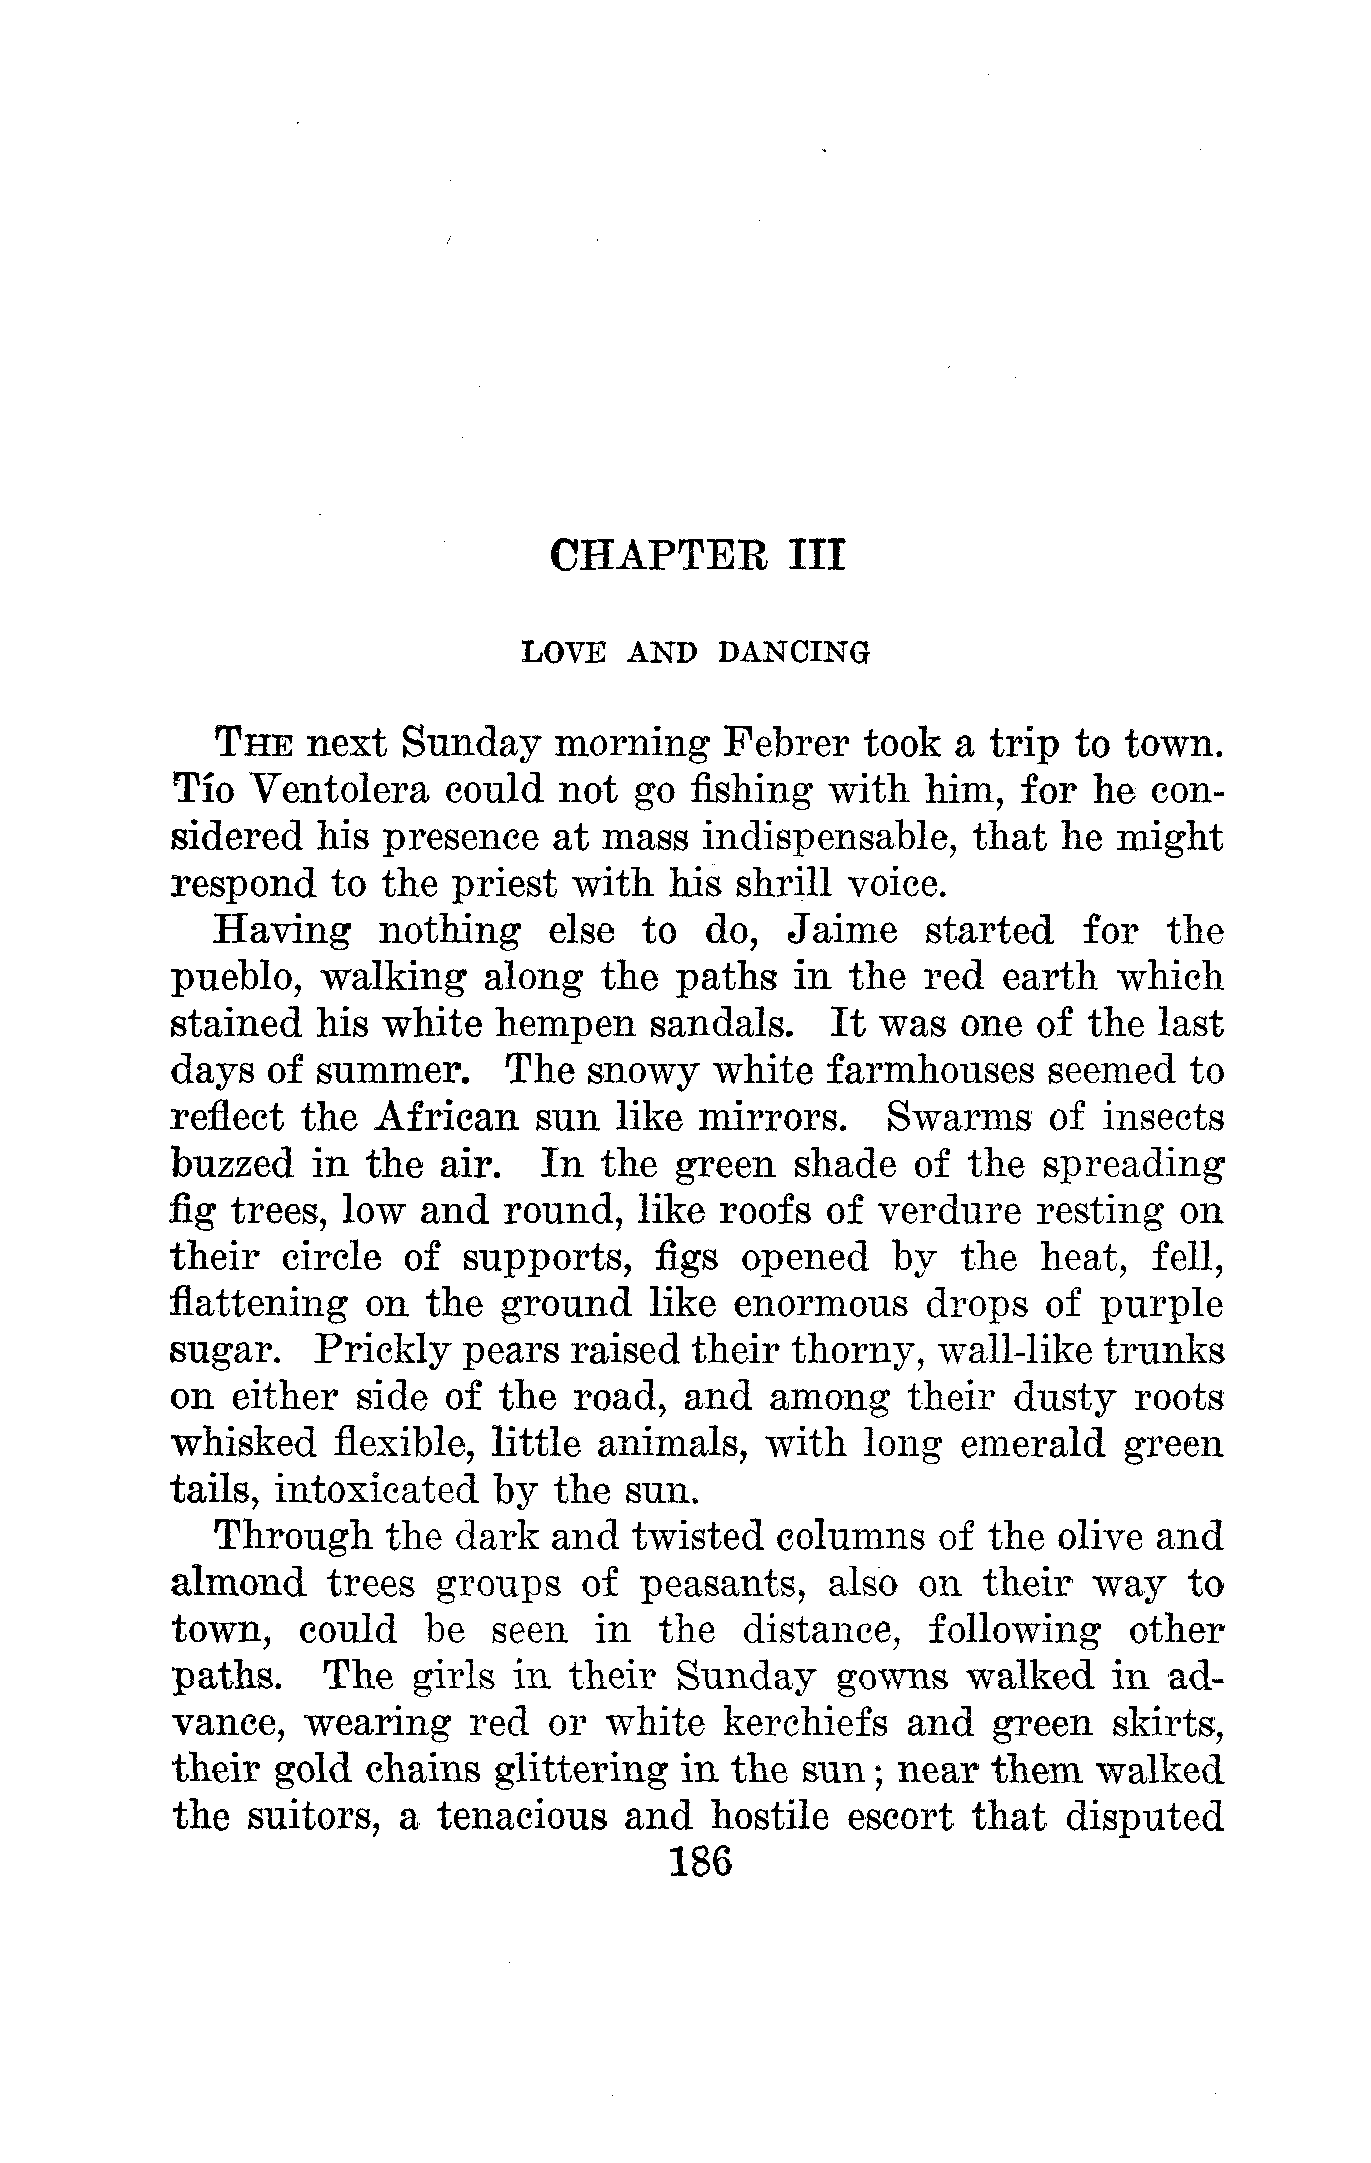 CHAPTER III
LOVE AND DANCING
THE next Sunday morning Febrer took a trip to town.
Tío Ventolera could not go fishing with him, for he con-
sidered his presence at mass indispensable, that he might
respond to the priest with his shrill voice.
Having nothing else to do, Jaime started for the
pueblo, walking along the paths in the red earth which
stained his white hempen sandals. It was one of the last
days of summer. The snowy white farmhouses seemed to
reflect the African sun like mirrors. Swarms of insects
buzzed in the air. In the green shade of the spreading
fig trees, low and round, like roofs of verdure resting on
their circle of supports, figs opened by the heat, fell,
flattening on the ground like enormous drops of purple
sugar. Prickly pears raised their thorny, wall-like trunks
on either side of the road, and among their dusty roots
whisked flexible, little animals, with long emerald green
tails, intoxicated by the sun.
Through the dark and twisted columns of the olive and
almond trees groups of peasants, also on their way to
town, could be seen in the distance, following other
paths. The girls in their Sunday gowns walked in ad-
vance, wearing red or white kerchiefs and green skirts,
their gold chains glittering in the sun; near them walked
the suitors, a tenacious and hostile escort that disputed
186